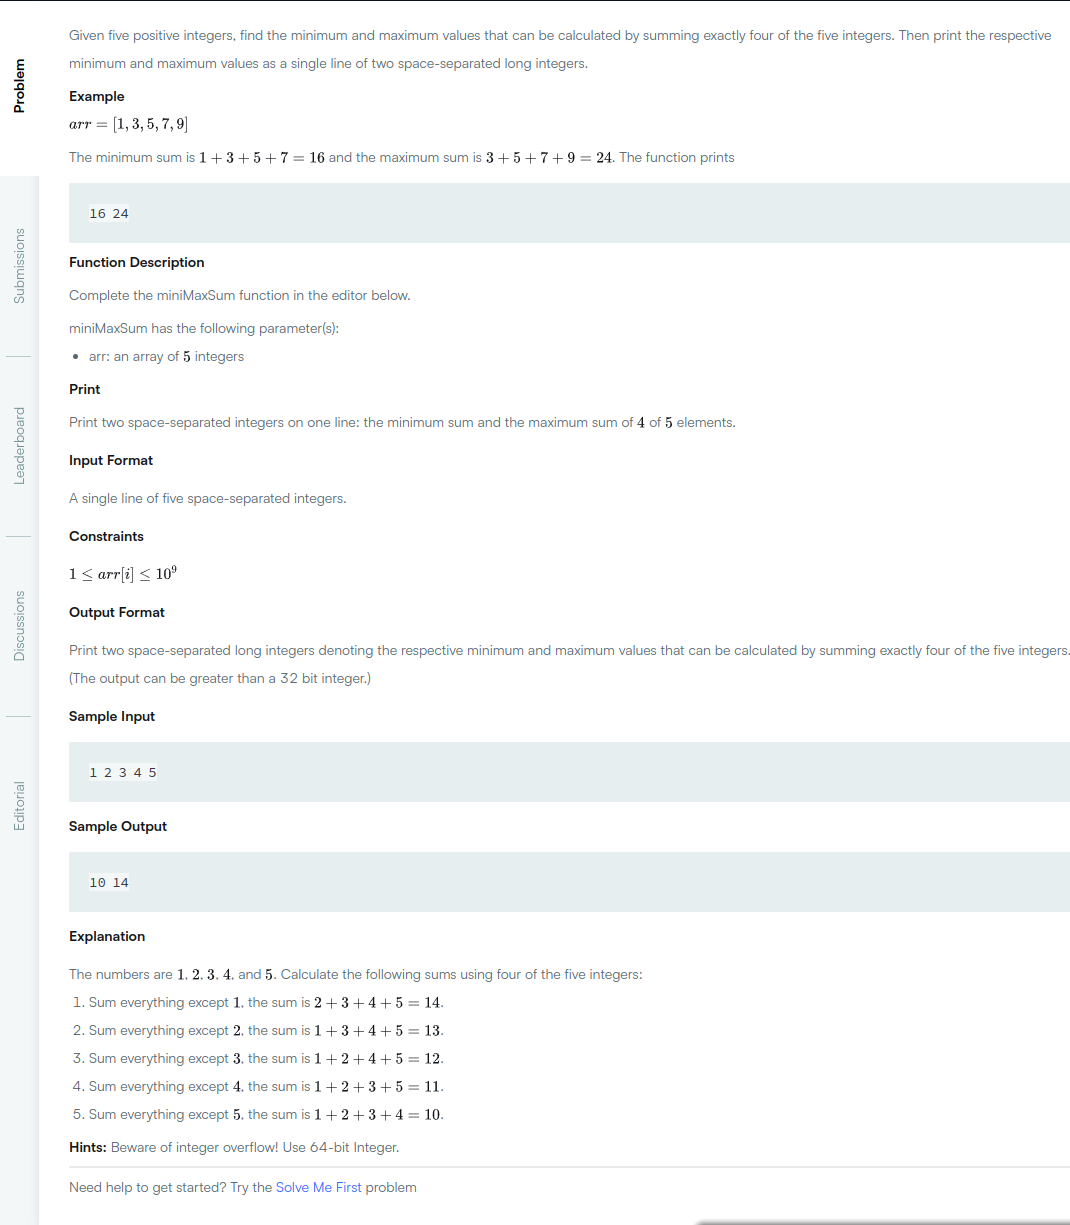 Problem
Submissions
Leaderboard
Discussions
Editorial
Given five positive integers, find the minimum and maximum values that can be calculated by summing exactly four of the five integers. Then print the respective
minimum and maximum values as a single line of two space-separated long integers.
Example
arr = [1, 3, 5, 7, 9]
The minimum sum is 1 + 3 + 5 + 7 = 16 and the maximum sum is 3 + 5 + 7 + 9 = 24. The function prints
16 24
Function Description
Complete the miniMaxSum function in the editor below.
miniMaxSum has the following parameter(s):
• arr: an array of 5 integers
Print
Print two space-separated integers on one line: the minimum sum and the maximum sum of 4 of 5 elements.
Input Format
A single line of five space-separated integers.
Constraints
1 ≤ arr[i] ≤ 10⁹
Output Format
Print two space-separated long integers denoting the respective minimum and maximum values that can be calculated by summing exactly four of the five integers.
(The output can be greater than a 32 bit integer.)
Sample Input
1 2 3 4 5
Sample Output
10 14
Explanation
The numbers are 1, 2, 3, 4, and 5. Calculate the following sums using four of the five integers:
1. Sum everything except 1, the sum is 2 + 3 + 4 + 5 = 14.
2. Sum everything except 2, the sum is 1 + 3 + 4 + 5 = 13.
3. Sum everything except 3, the sum is 1 + 2 + 4 + 5 = 12.
4. Sum everything except 4, the sum is 1 + 2 + 3 + 5 = 11.
5. Sum everything except 5, the sum is 1 + 2 + 3 + 4 = 10.
Hints: Beware of integer overflow! Use 64-bit Integer.
Need help to get started? Try the Solve Me First problem